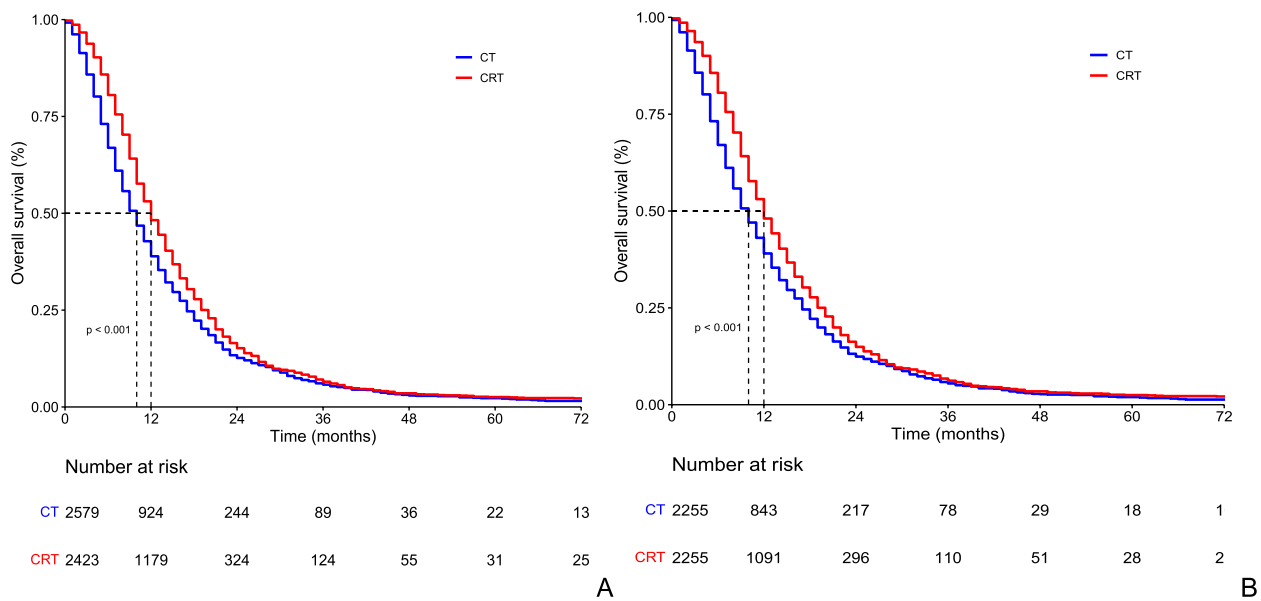 1.00
0.75
0.50
0.25
0.00
Overall survival (%)
CT
CRT
p < 0.001
0 12 24 36 48 60 72
Time (months)
Number at risk
CT 2579 924 244 89 36 22 13
CRT 2423 1179 324 124 55 31 25
A
1.00
0.75
0.50
0.25
0.00
Overall survival (%)
CT
CRT
p < 0.001
0 12 24 36 48 60 72
Time (months)
Number at risk
CT 2255 843 217 78 29 18 1
CRT 2255 1091 296 110 51 28 2
B